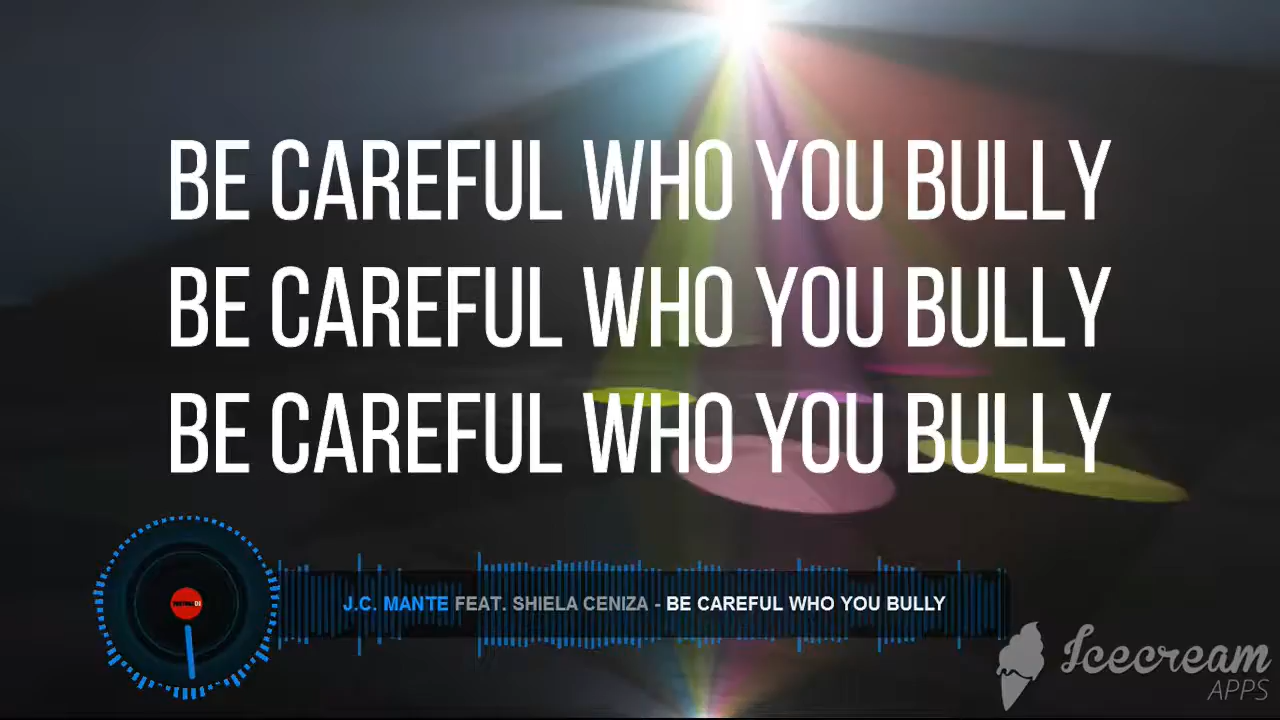 BE CAREFUL WHO YOU BULLY
BE CAREFUL WHO YOU BULLY
BE CAREFUL WHO YOU BULLY
J.C. MANTE FEAT. SHIELA CENIZA - BE CAREFUL WHO YOU BULLY
Icecream
APPS